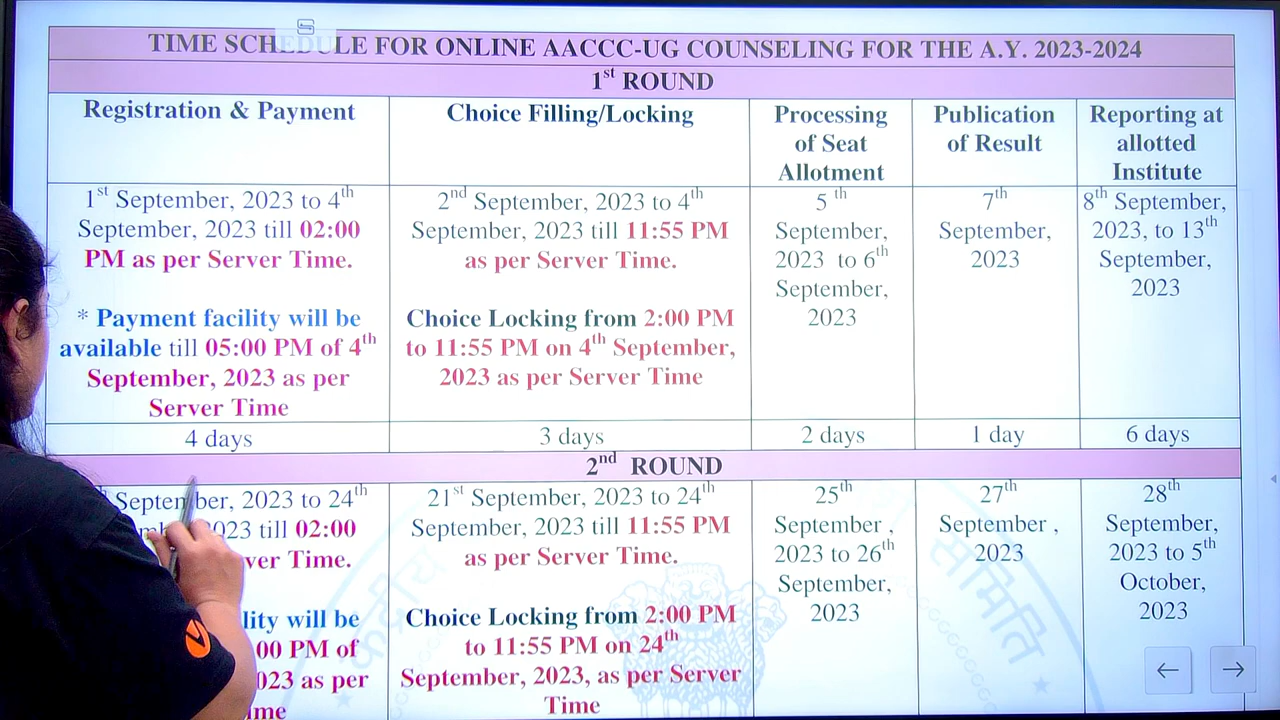 TIME SCHEDULE FOR ONLINE AACCC-UG COUNSELING FOR THE A.Y. 2023-2024
1st ROUND
Registration & Payment
Choice Filling/Locking
Processing
of Seat
Allotment
Publication
of Result
Reporting at
allotted
Institute
1st September, 2023 to 4th
September, 2023 till 02:00
PM as per Server Time.
* Payment facility will be
available till 05:00 PM of 4th
September, 2023 as per
Server Time
2nd September, 2023 to 4th
September, 2023 till 11:55 PM
as per Server Time.
Choice Locking from 2:00 PM
to 11:55 PM on 4th September,
2023 as per Server Time
5 th
September,
2023 to 6th
September,
2023
7th
September,
2023
8th September,
2023, to 13th
September,
2023
4 days
3 days
2 days
1 day
6 days
2nd ROUND
September, 2023 to 24th
2023 till 02:00
ver Time.
lity will be
00 PM of
023 as per
me
21st September, 2023 to 24th
September, 2023 till 11:55 PM
as per Server Time.
Choice Locking from 2:00 PM
to 11:55 PM on 24th
September, 2023, as per Server
Time
25th
September ,
2023 to 26th
September,
2023
27th
September ,
2023
28th
September,
2023 to 5th
October,
2023
समिति